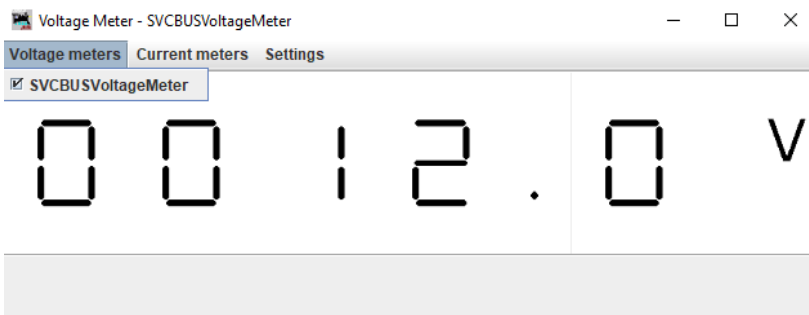 Voltage Meter - SVCBUSVoltageMeter
Voltage meters Current meters Settings
SVCBUSVoltageMeter
0012.0 V